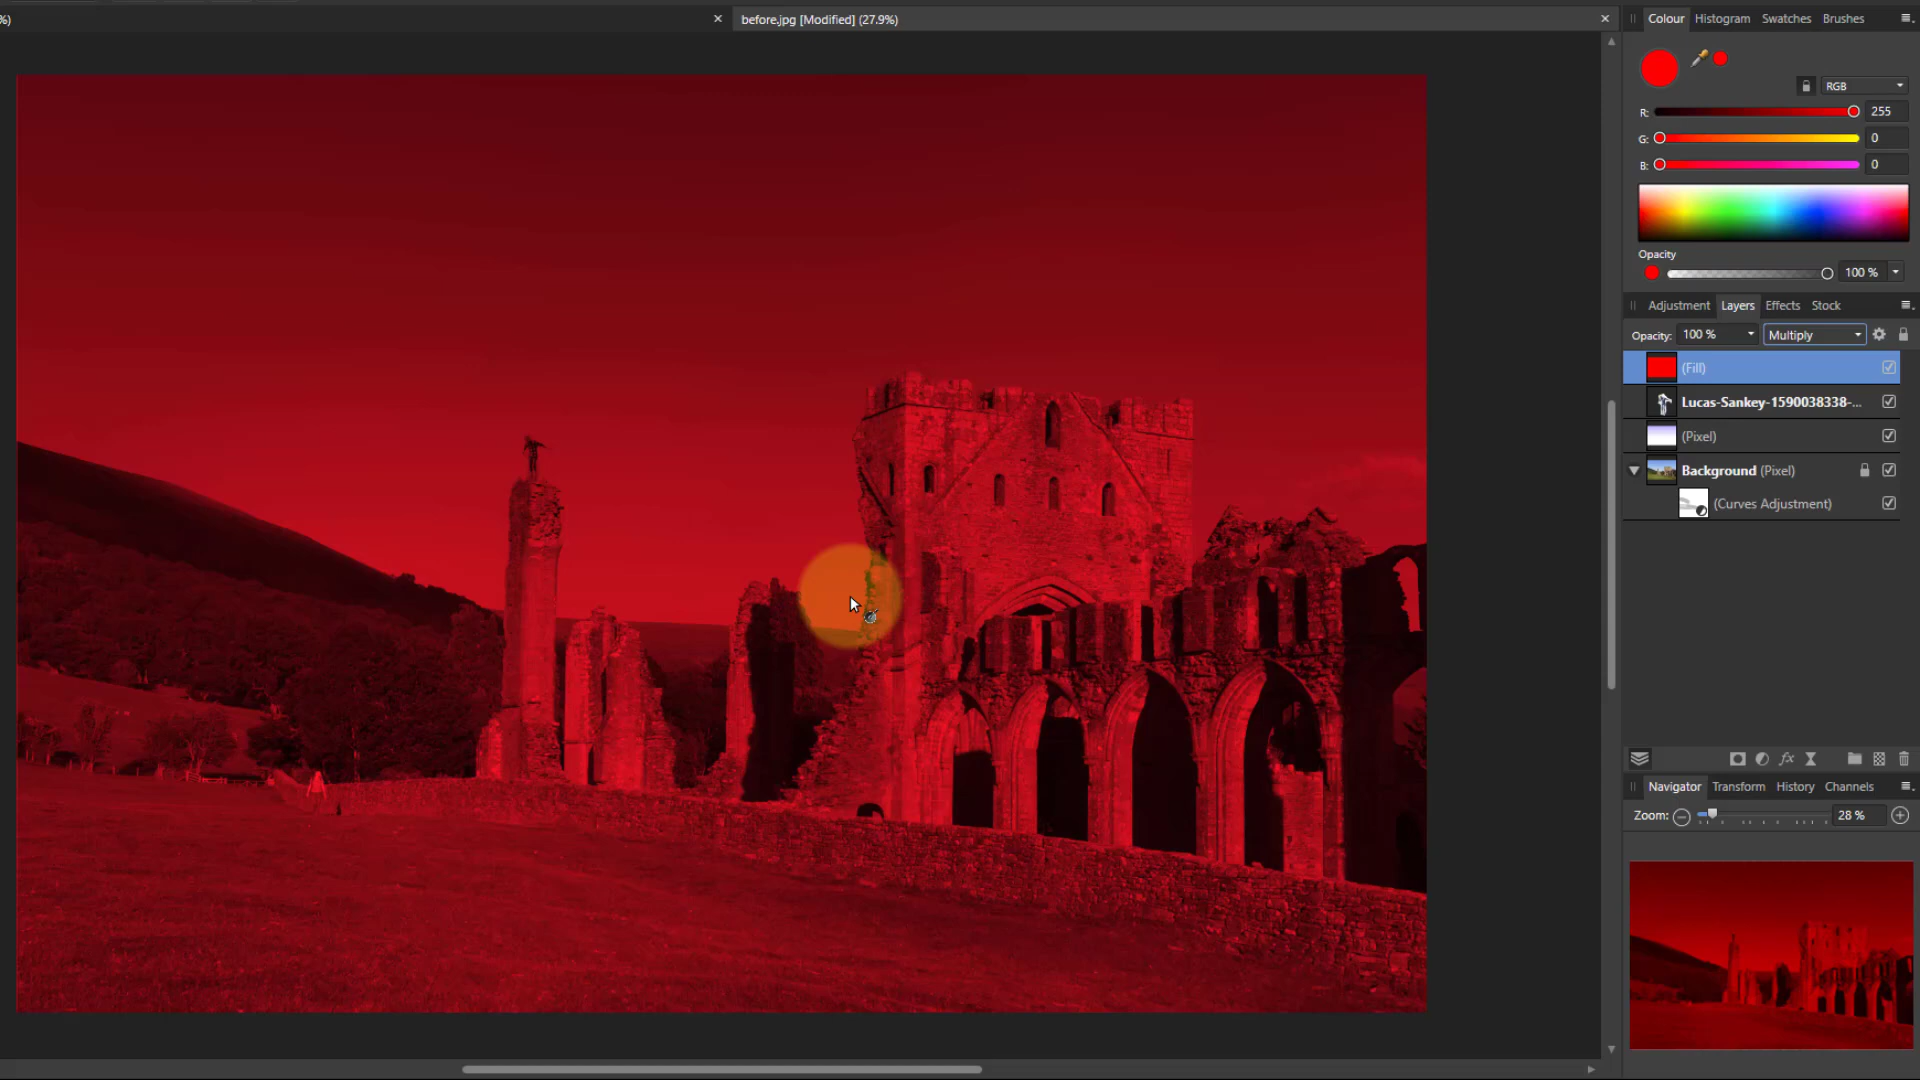 %)
before.jpg [Modified] (27.9%)
Colour Histogram Swatches Brushes
RGB
R: 255
G: 0
B: 0
Opacity
100 %
Adjustment Layers Effects Stock
Opacity: 100 % Multiply
(Fill)
Lucas-Sankey-1590038338-...
(Pixel)
Background (Pixel)
(Curves Adjustment)
fx
Navigator Transform History Channels
Zoom: 28 %